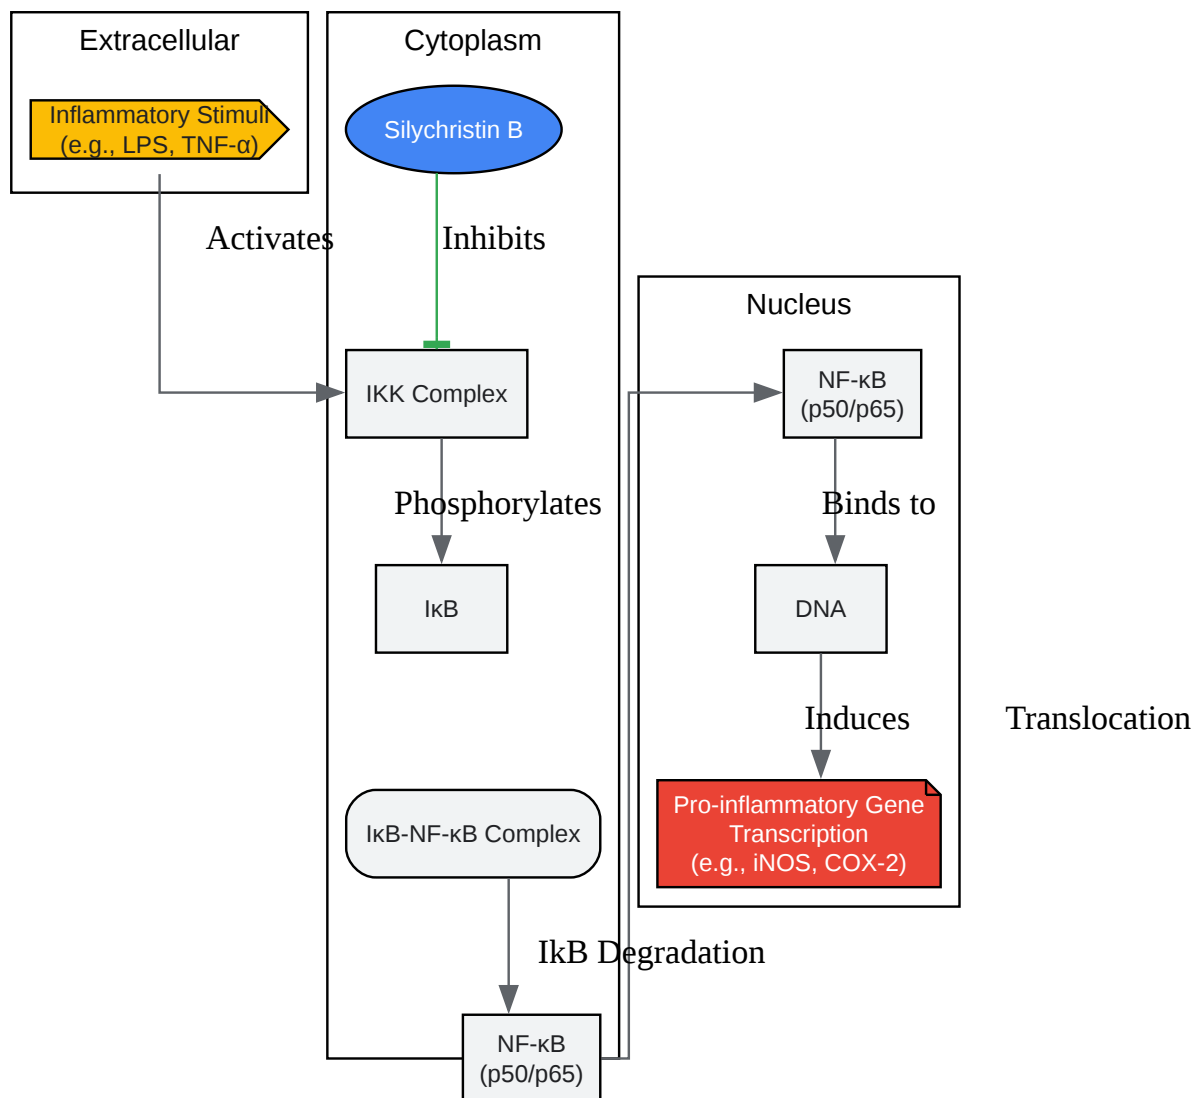 Extracellular
Inflammatory Stimuli
(e.g., LPS, TNF-α)
Activates
Cytoplasm
Silychristin B
Inhibits
IKK Complex
Phosphorylates
IκB
IκB-NF-κB Complex
IkB Degradation
NF-κB
(p50/p65)
Translocation
Nucleus
NF-κB
(p50/p65)
Binds to
DNA
Induces
Pro-inflammatory Gene
Transcription
(e.g., iNOS, COX-2)